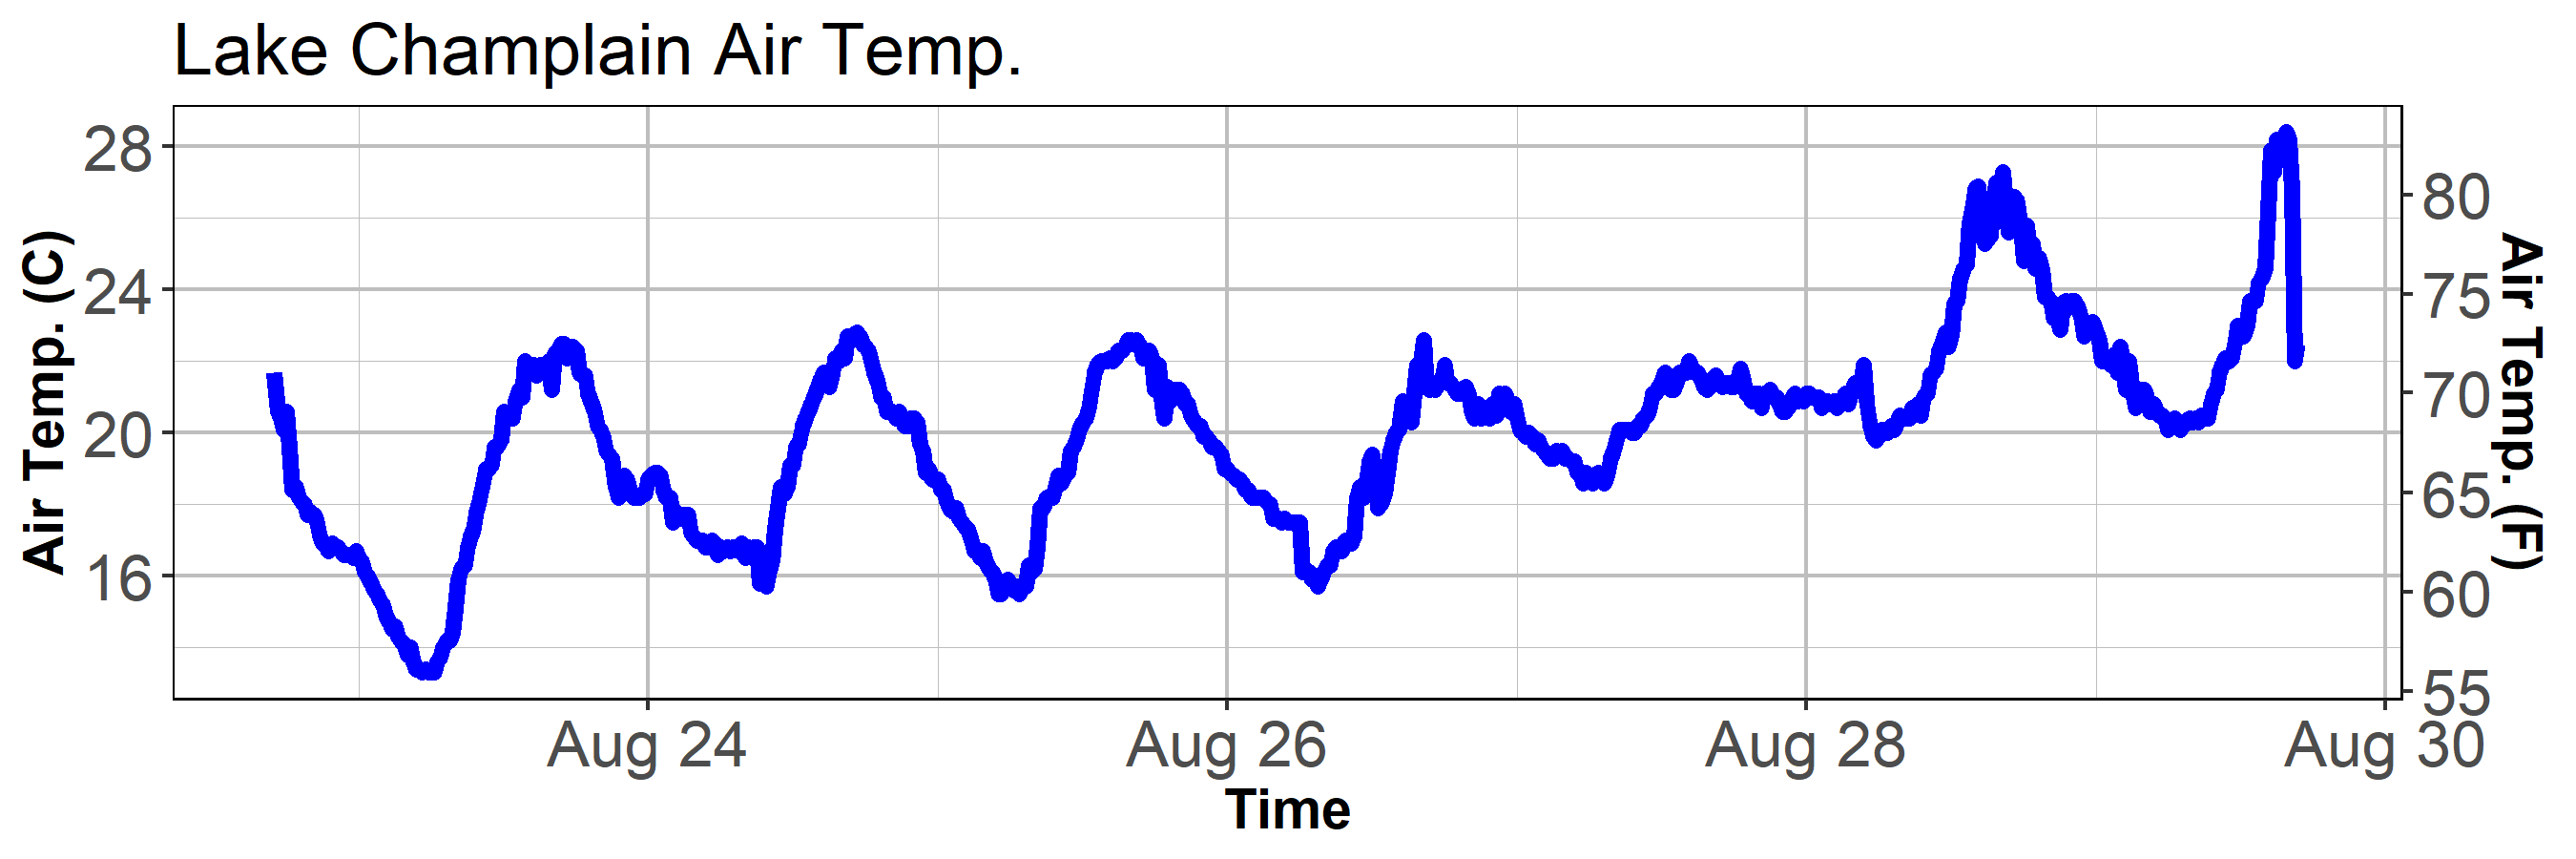 Lake Champlain Air Temp.
28
24
20
16
Air Temp. (C)
80
75
70
65
60
55
Air Temp. (F)
Aug 24
Aug 26
Aug 28
Aug 30
Time